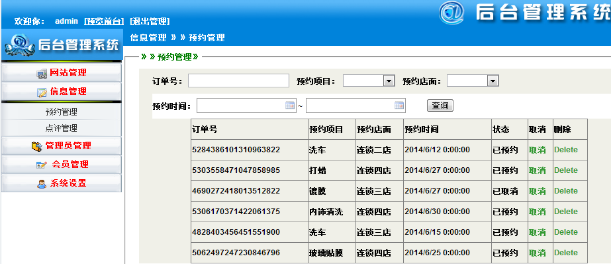 后台管理系统
欢迎您: admin [预览前台] [退出管理]
后台管理系统
信息管理 》》预约管理
网站管理
信息管理
预约管理
点评管理
管理员管理
会员管理
系统设置
》》预约管理》
订单号: 预约项目: 预约店面:
预约时间: ~ 查询
订单号 预约项目 预约店面 预约时间 状态 取消 删除
5284386101310963822 洗车 连锁二店 2014/6/12 0:00:00 已预约 取消 Delete
5303558471047858985 打蜡 连锁四店 2014/6/27 0:00:00 已预约 取消 Delete
4690272418013512822 镀膜 连锁三店 2014/6/27 0:00:00 已取消 取消 Delete
5306170371422061375 内饰清洗 连锁四店 2014/6/30 0:00:00 已预约 取消 Delete
4828403456451551900 洗车 连锁三店 2014/6/15 0:00:00 已预约 取消 Delete
5062497247230846796 玻璃贴膜 连锁四店 2014/6/25 0:00:00 已预约 取消 Delete